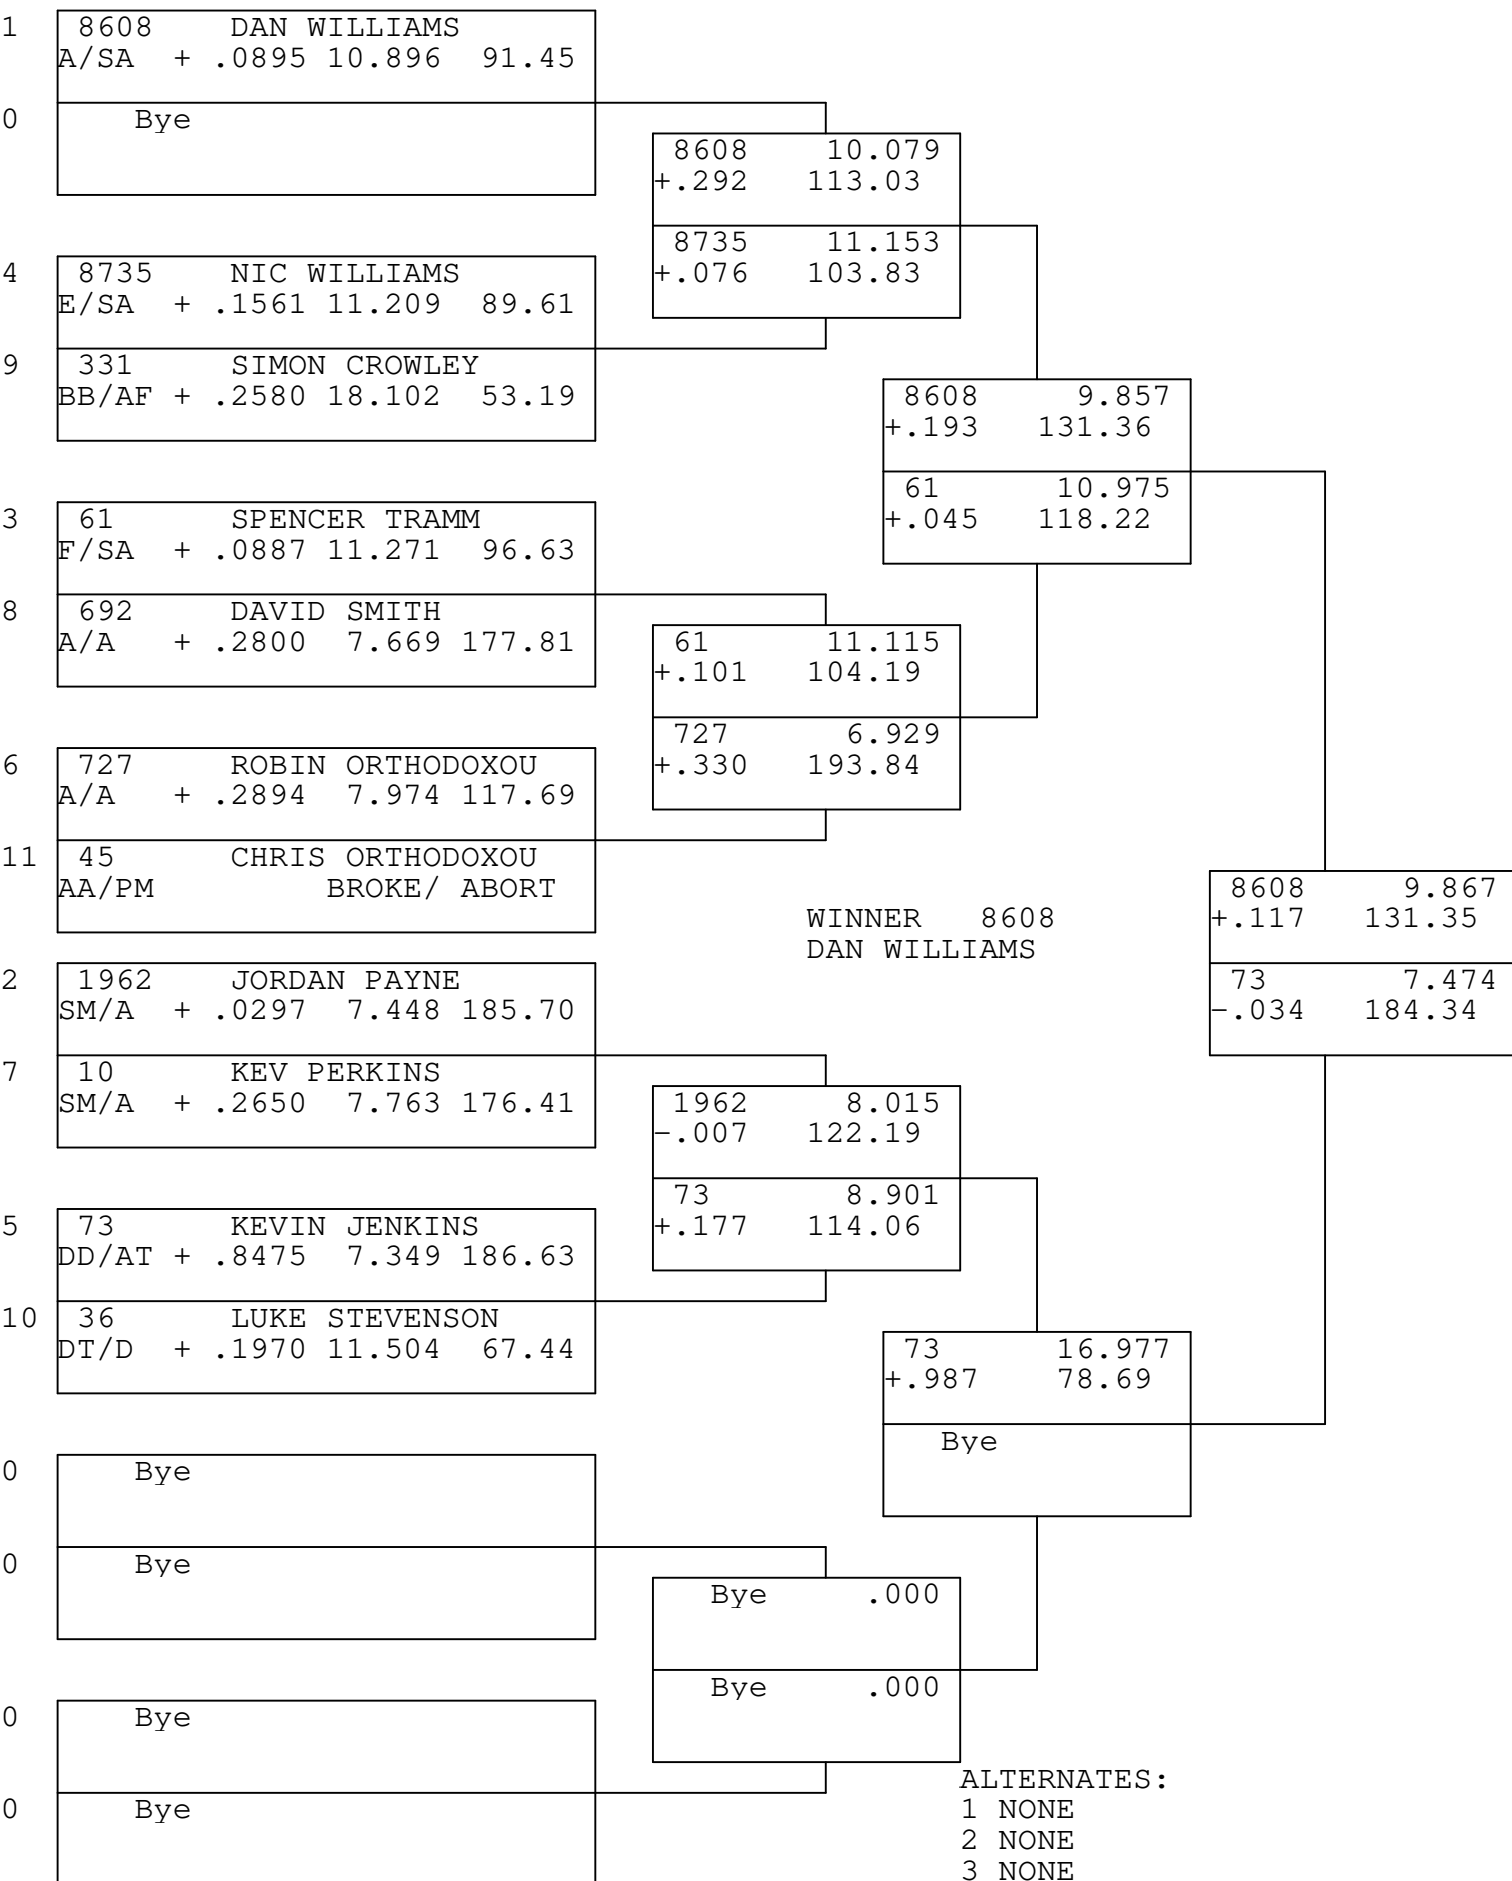 1 8608 DAN WILLIAMS
A/SA + .0895 10.896 91.45
0 Bye
8608 10.079
+.292 113.03
8735 11.153
+.076 103.83
4 8735 NIC WILLIAMS
E/SA + .1561 11.209 89.61
9 331 SIMON CROWLEY
BB/AF + .2580 18.102 53.19
8608 9.857
+.193 131.36
61 10.975
+.045 118.22
3 61 SPENCER TRAMM
F/SA + .0887 11.271 96.63
8 692 DAVID SMITH
A/A + .2800 7.669 177.81
61 11.115
+.101 104.19
727 6.929
+.330 193.84
6 727 ROBIN ORTHODOXOU
A/A + .2894 7.974 117.69
11 45 CHRIS ORTHODOXOU
AA/PM BROKE/ ABORT
WINNER 8608
DAN WILLIAMS
8608 9.867
+.117 131.35
73 7.474
-.034 184.34
2 1962 JORDAN PAYNE
SM/A + .0297 7.448 185.70
7 10 KEV PERKINS
SM/A + .2650 7.763 176.41
1962 8.015
-.007 122.19
73 8.901
+.177 114.06
5 73 KEVIN JENKINS
DD/AT + .8475 7.349 186.63
10 36 LUKE STEVENSON
DT/D + .1970 11.504 67.44
73 16.977
+.987 78.69
Bye
0 Bye
0 Bye
Bye .000
Bye .000
0 Bye
0 Bye
ALTERNATES:
1 NONE
2 NONE
3 NONE